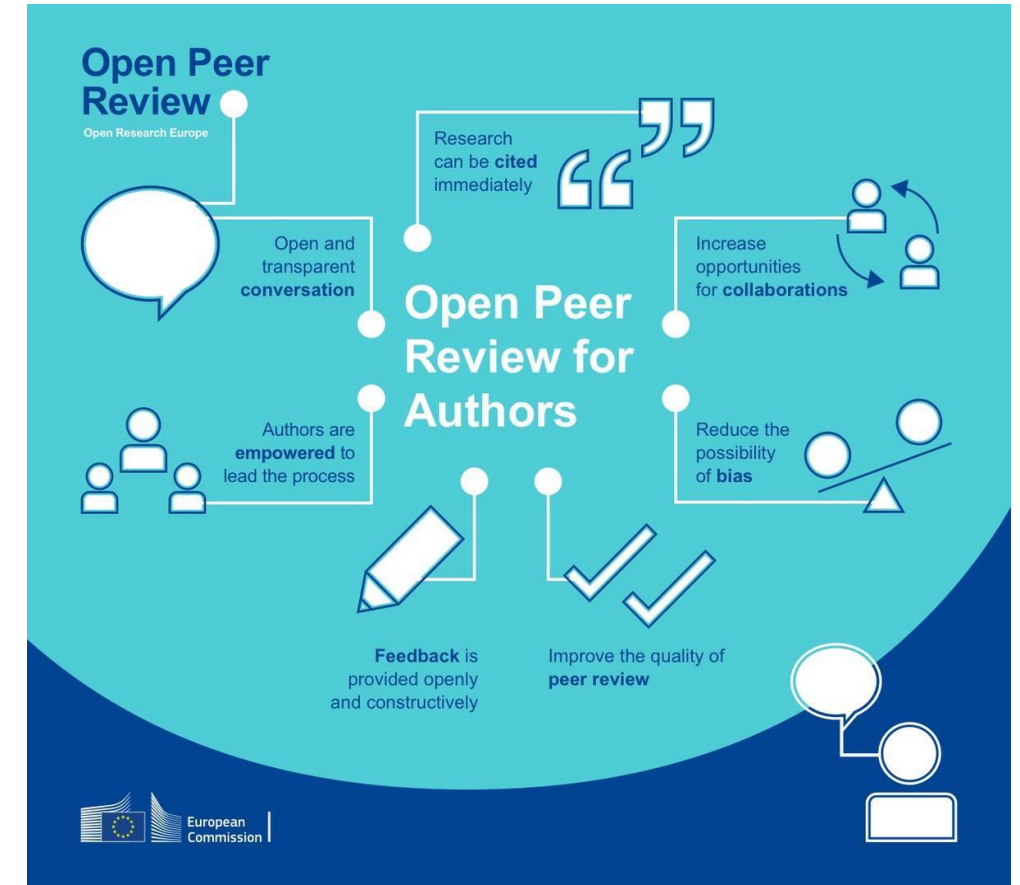 Open Peer
Review
Open Research Europe
Research
can be cited
immediately
Open and
transparent
conversation
Increase
opportunities
for collaborations
Open Peer
Review for
Authors
Authors are
empowered to
lead the process
Reduce the
possibility
of bias
Feedback is
provided openly
and constructively
Improve the quality of
peer review
European
Commission